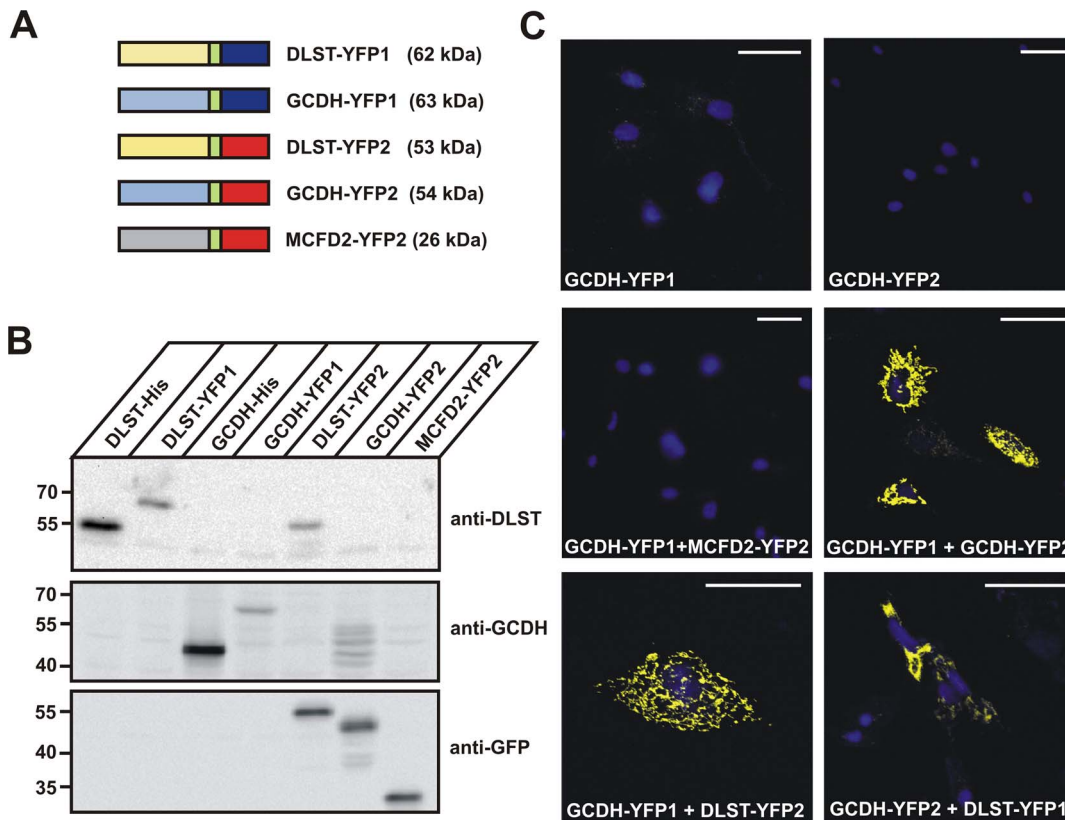 A
DLST-YFP1 (62 kDa)
GCDH-YFP1 (63 kDa)
DLST-YFP2 (53 kDa)
GCDH-YFP2 (54 kDa)
MCFD2-YFP2 (26 kDa)
B
DLST-His
DLST-YFP1
GCDH-His
GCDH-YFP1
DLST-YFP2
GCDH-YFP2
MCFD2-YFP2
70
55
anti-DLST
70
55
40
anti-GCDH
55
40
35
anti-GFP
C
GCDH-YFP1
GCDH-YFP2
GCDH-YFP1+MCFD2-YFP2
GCDH-YFP1 + GCDH-YFP2
GCDH-YFP1 + DLST-YFP2
GCDH-YFP2 + DLST-YFP1